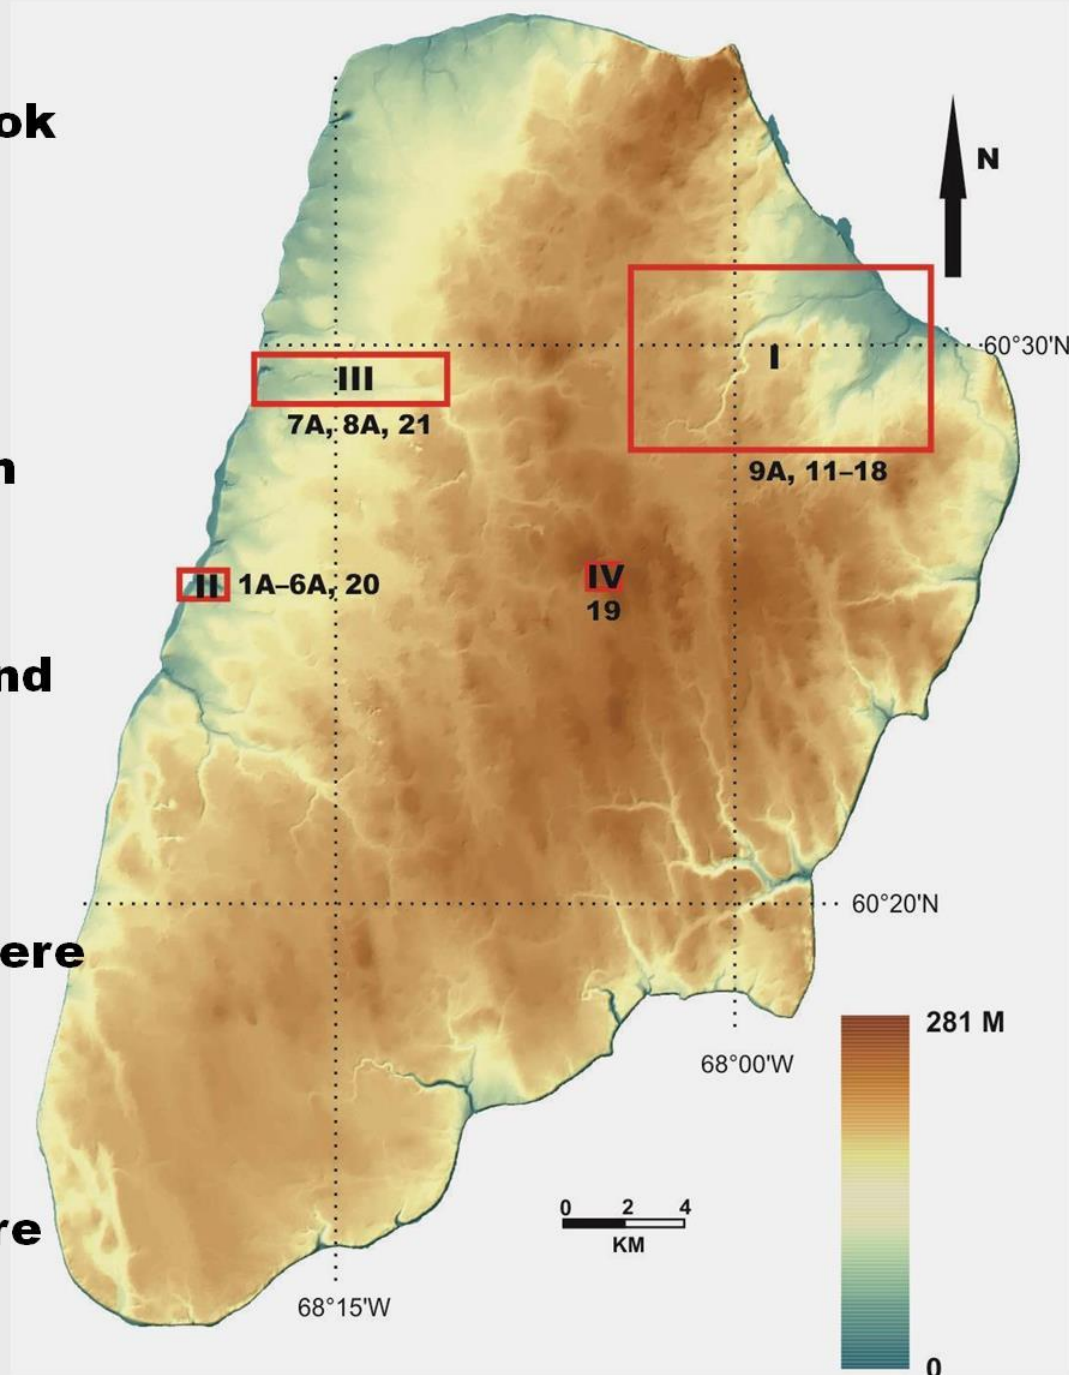 ok
N
60°30'N
I
III
7A, 8A, 21
9A, 11–18
n
IV
II 1A–6A, 20
19
nd
60°20'N
ere
281 M
68°00'W
0 2 4
re
KM
68°15'W
0